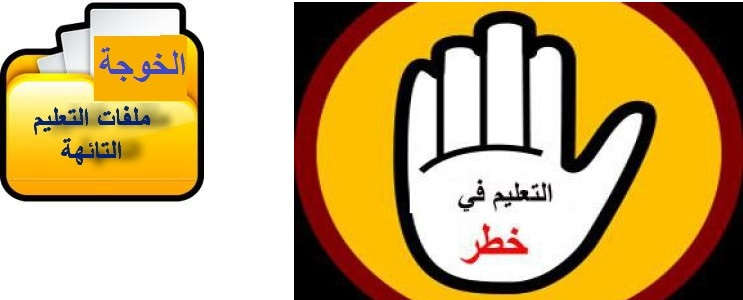 الخوجة
ملفات التعليم
التائهة
التعليم في
خطر